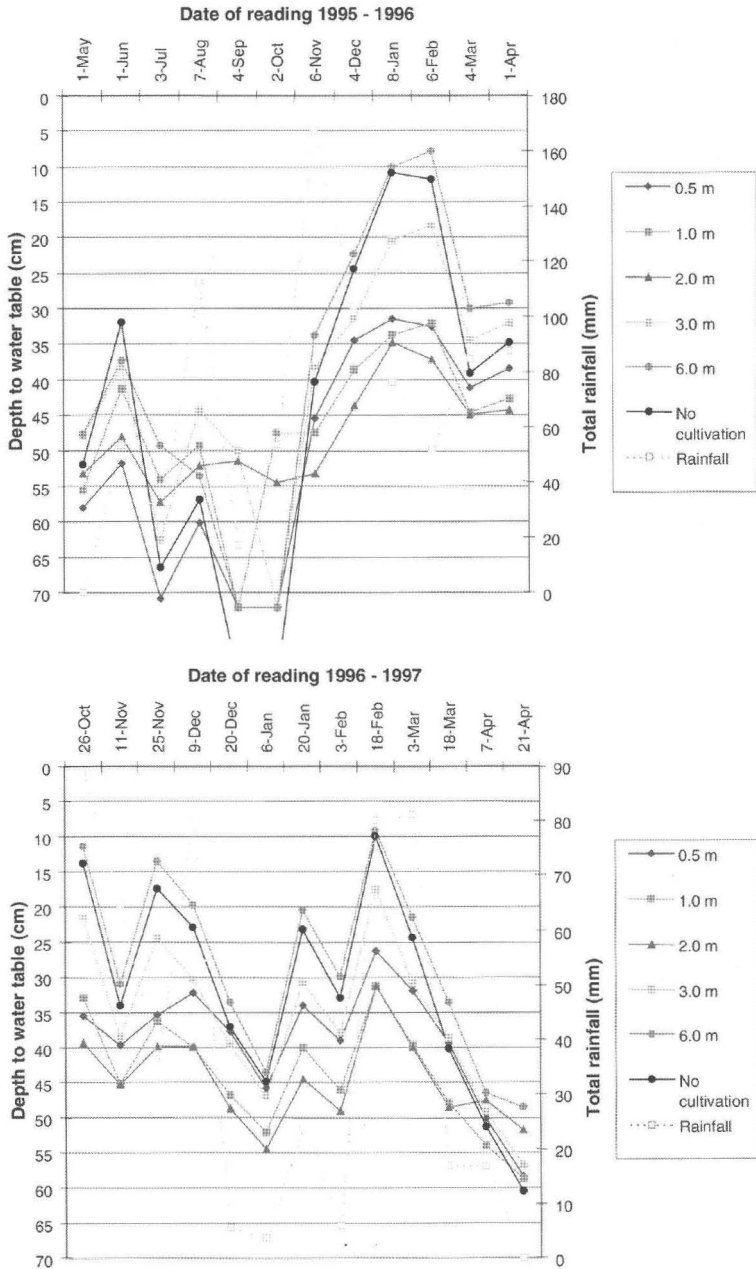 Date of reading 1995 - 1996
1-May 1-Jun 3-Jul 7-Aug 4-Sep 2-Oct 6-Nov 4-Dec 8-Jan 6-Feb 4-Mar 1-Apr
Depth to water table (cm)
0
5
10
15
20
25
30
35
40
45
50
55
60
65
70
Total rainfall (mm)
180
160
140
120
100
80
60
40
20
0
0.5 m
1.0 m
2.0 m
3.0 m
6.0 m
No
cultivation
Rainfall
Date of reading 1996 - 1997
26-Oct 11-Nov 25-Nov 9-Dec 20-Dec 6-Jan 20-Jan 3-Feb 18-Feb 3-Mar 18-Mar 7-Apr 21-Apr
Depth to water table (cm)
0
5
10
15
20
25
30
35
40
45
50
55
60
65
70
Total rainfall (mm)
90
80
70
60
50
40
30
20
10
0
0.5 m
1.0 m
2.0 m
3.0 m
6.0 m
No
cultivation
Rainfall